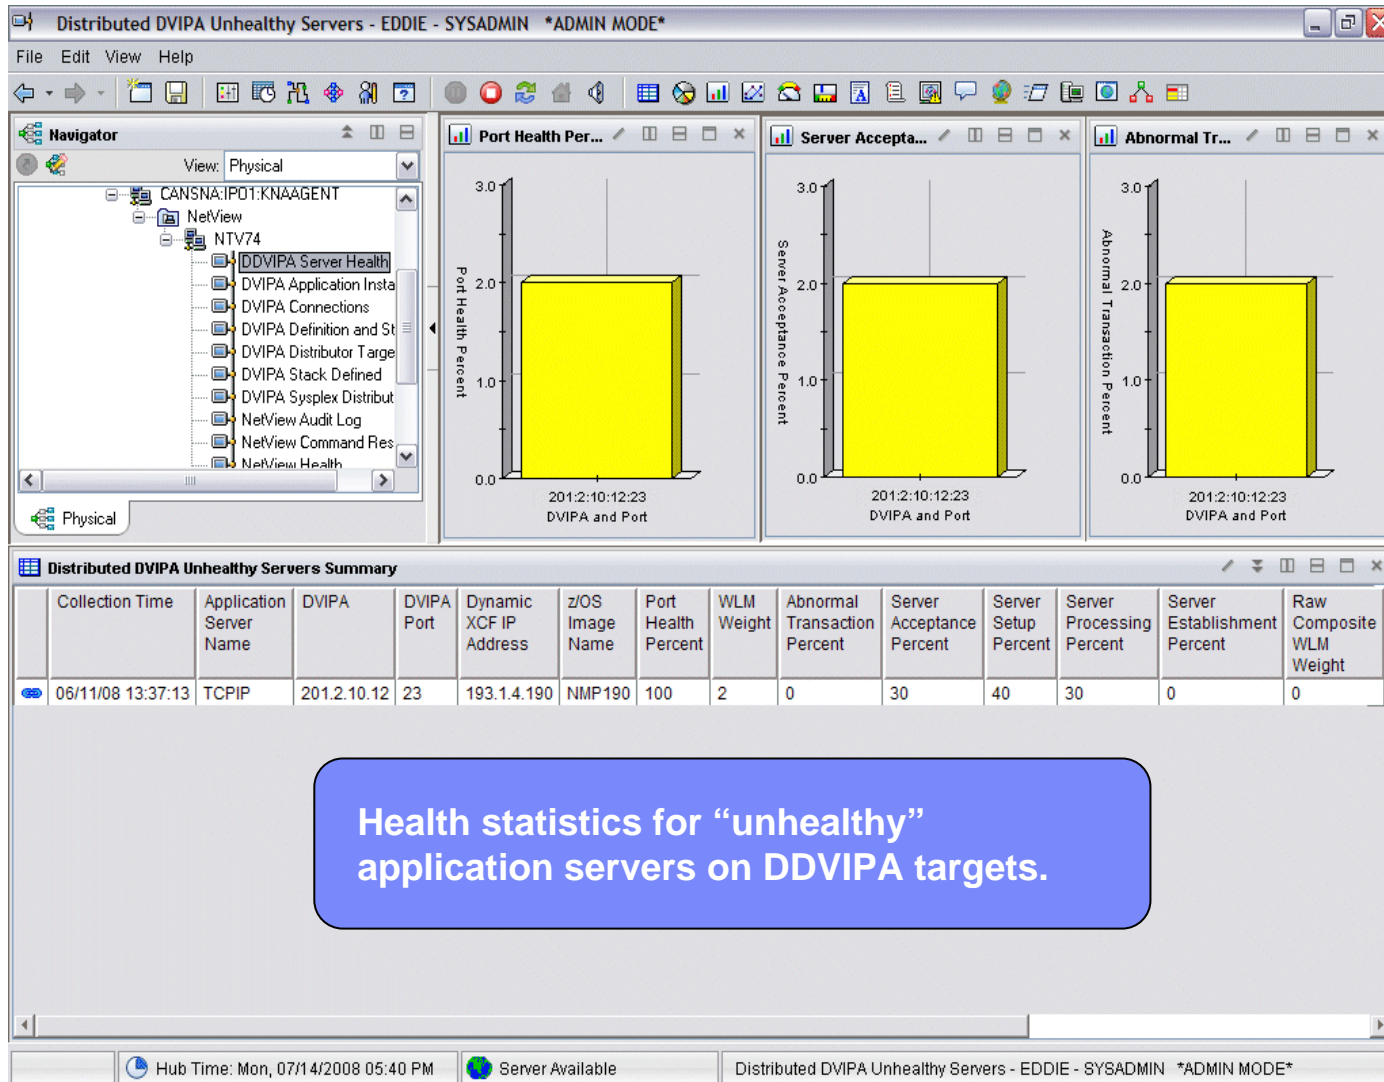 Distributed DVIPA Unhealthy Servers - EDDIE - SYSADMIN *ADMIN MODE*
File Edit View Help
Navigator
View: Physical
CANSNA:IP01:KNAAGENT
NetView
NTV74
DDVIPA Server Health
DVIPA Application Insta
DVIPA Connections
DVIPA Definition and St
DVIPA Distributor Targe
DVIPA Stack Defined
DVIPA Sysplex Distribut
NetView Audit Log
NetView Command Res
NetView Health
Physical
Port Health Per...
3.0
2.0
1.0
0.0
Port Health Percent
201:2:10:12:23
DVIPA and Port
Server Accepta...
3.0
2.0
1.0
0.0
Server Acceptance Percent
201:2:10:12:23
DVIPA and Port
Abnormal Tr...
3.0
2.0
1.0
0.0
Abnormal Transaction Percent
201:2:10:12:23
DVIPA and Port
Distributed DVIPA Unhealthy Servers Summary
Collection Time Application Server Name DVIPA DVIPA Port Dynamic XCF IP Address z/OS Image Name Port Health Percent WLM Weight Abnormal Transaction Percent Server Acceptance Percent Server Setup Percent Server Processing Percent Server Establishment Percent Raw Composite WLM Weight
06/11/08 13:37:13 TCPIP 201.2.10.12 23 193.1.4.190 NMP190 100 2 0 30 40 30 0 0
Health statistics for “unhealthy”
application servers on DDVIPA targets.
Hub Time: Mon, 07/14/2008 05:40 PM
Server Available
Distributed DVIPA Unhealthy Servers - EDDIE - SYSADMIN *ADMIN MODE*